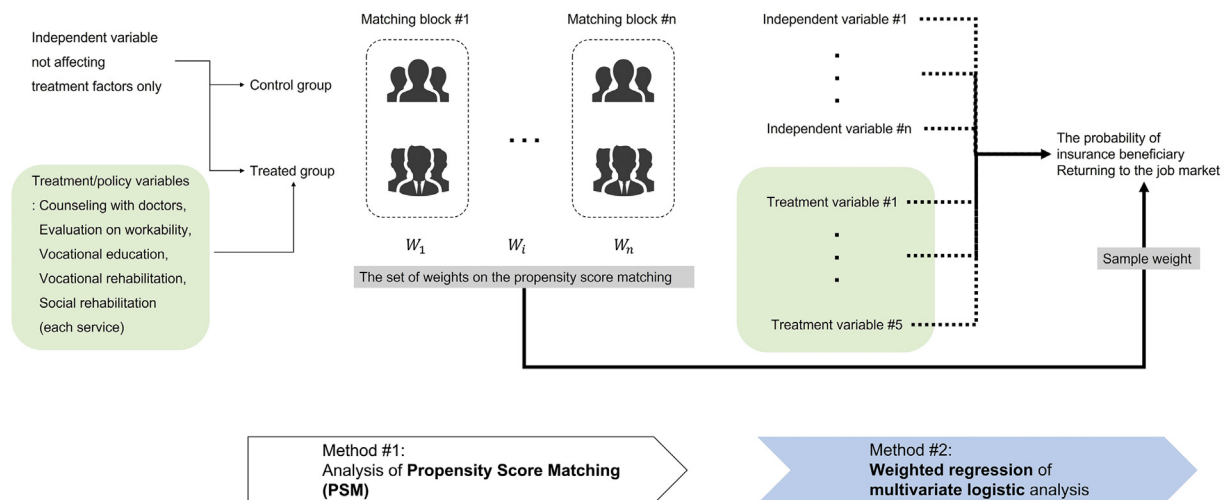 Independent variable
not affecting
treatment factors only
Control group
Treated group
Treatment/policy variables
: Counseling with doctors,
Evaluation on workability,
Vocational education,
Vocational rehabilitation,
Social rehabilitation
(each service)
Matching block #1
Matching block #n
...
W1
Wi
Wn
The set of weights on the propensity score matching
Independent variable #1
Independent variable #n
Treatment variable #1
Treatment variable #5
The probability of
insurance beneficiary
Returning to the job market
Sample weight
Method #1:
Analysis of Propensity Score Matching
(PSM)
Method #2:
Weighted regression of
multivariate logistic analysis